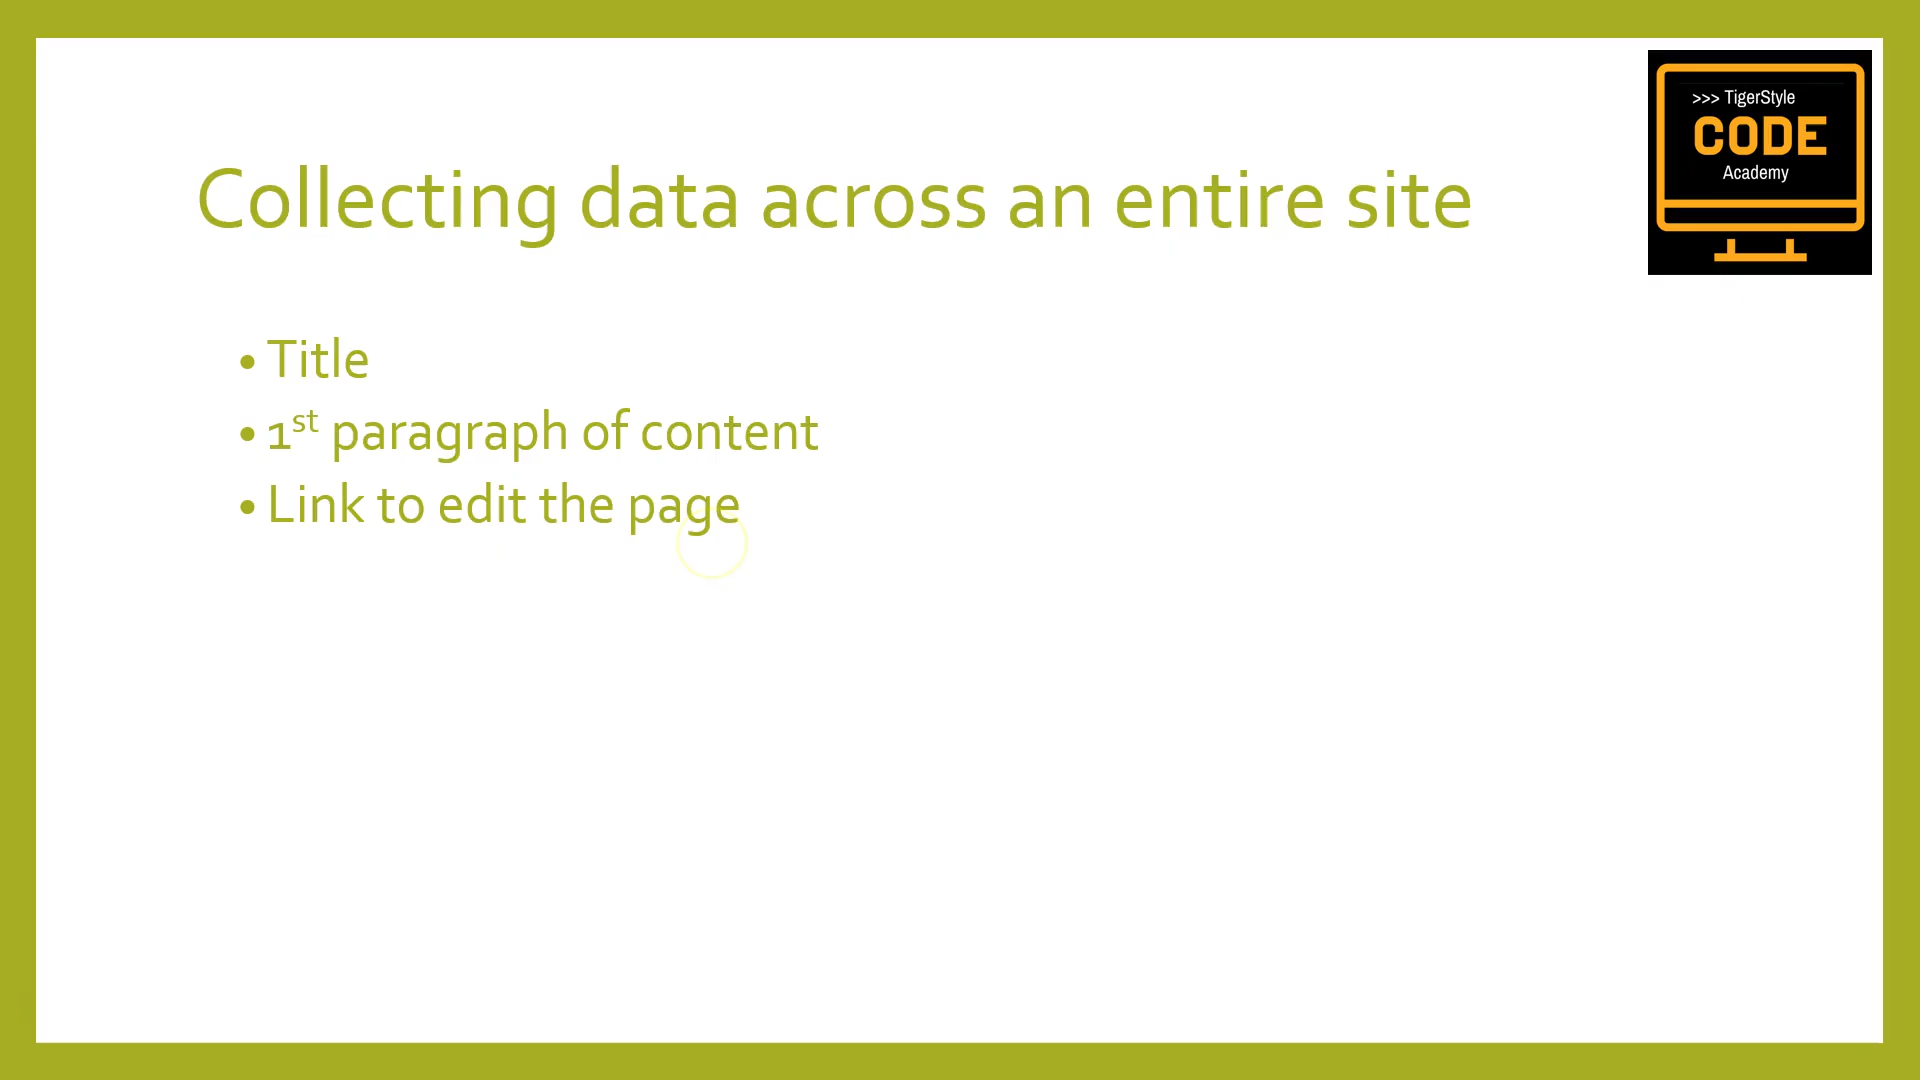 >>> TigerStyle
CODE
Academy
Collecting data across an entire site
• Title
• 1st paragraph of content
• Link to edit the page